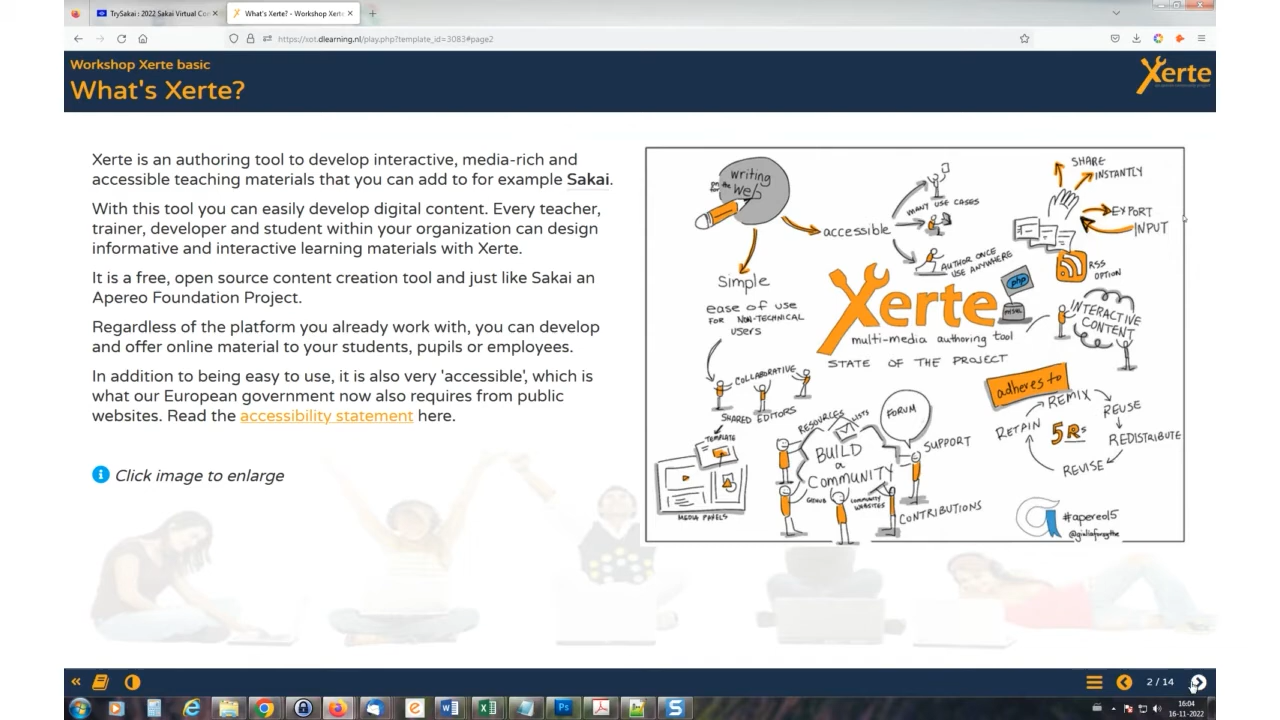 TrySakai : 2022 Sakai Virtual Con
What's Xerte? - Workshop Xerte
https://xot.dlearning.nl/play.php?template_id=3083#page2
Workshop Xerte basic
What's Xerte?
Xerte
Xerte is an authoring tool to develop interactive, media-rich and
accessible teaching materials that you can add to for example Sakai.
With this tool you can easily develop digital content. Every teacher,
trainer, developer and student within your organization can design
informative and interactive learning materials with Xerte.
It is a free, open source content creation tool and just like Sakai an
Apereo Foundation Project.
Regardless of the platform you already work with, you can develop
and offer online material to your students, pupils or employees.
In addition to being easy to use, it is also very 'accessible', which is
what our European government now also requires from public
websites. Read the accessibility statement here.
Click image to enlarge
writing
on the
web
accessible
MANY USE CASES
AUTHOR ONCE
USE ANYWHERE
SHARE
INSTANTLY
EXPORT
INPUT
RSS
OPTION
Simple
ease of use
FOR NON-TECHNICAL
users
Xerte
php
multi-media authoring tool
STATE OF THE PROJECT
INTERACTIVE
CONTENT
COLLABORATIVE
SHARED EDITORS
TEMPLATE
MEDIA PANELS
RESOURCES
LISTS
FORUM
BUILD
a
COMMUNITY
SUPPORT
GITHUB
COMMUNITY
WEBSITES
CONTRIBUTIONS
adheres to
REMIX
REUSE
REDISTRIBUTE
REVISE
RETAIN
5Rs
#apereo15
@giuliaforsythe
2 / 14
16:04
16-11-2022